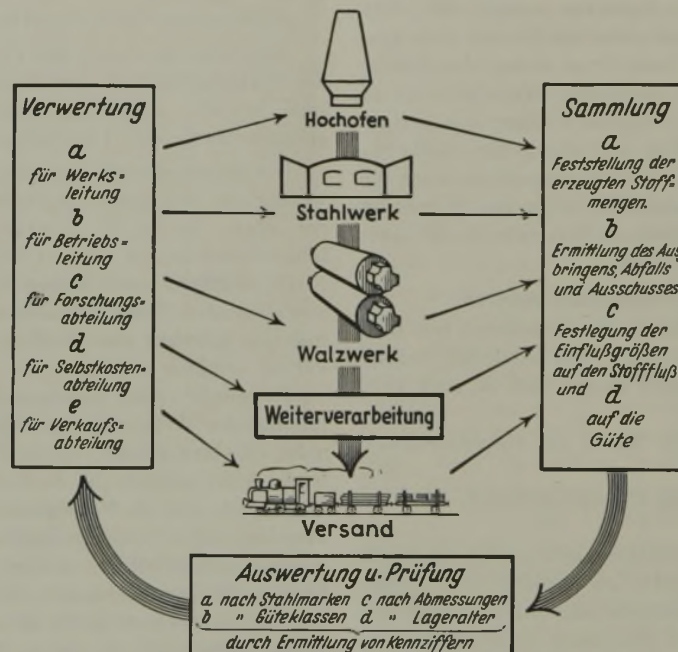 Verwertung
a
für Werks=
leitung
b
für Betriebs=
leitung
c
für Forschungs=
abteilung
d
für Selbstkosten=
abteilung
e
für Verkaufs=
abteilung
Hochofen
Stahlwerk
Walzwerk
Weiterverarbeitung
Versand
Sammlung
a
Feststellung der
erzeugten Stoff=
mengen.
b
Ermittlung des Aus
bringens, Abfalls
und Ausschusses
c
Festlegung der
Einflußgrößen
auf den Stofffluß
und d
auf die
Güte
Auswertung u. Prüfung
a nach Stahlmarken c nach Abmessungen
b " Güteklassen d " Lageralter
durch Ermittlung von Kennziffern